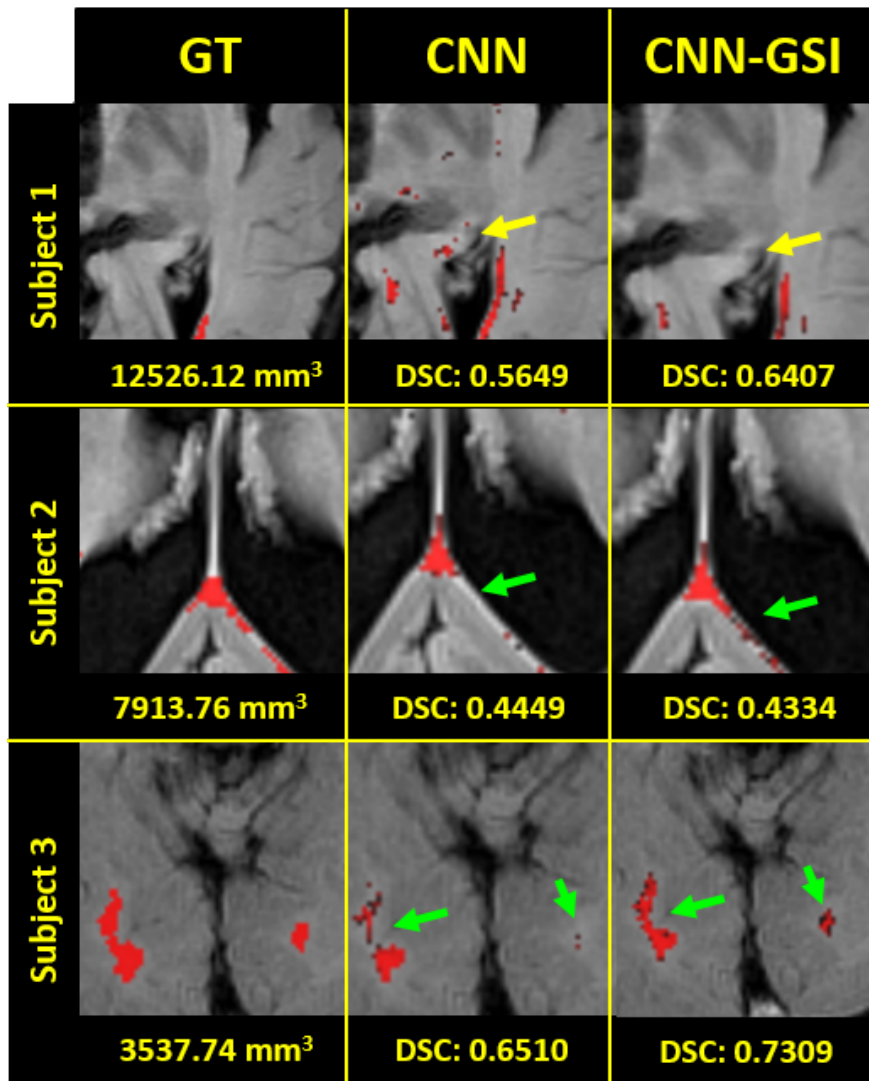 GT CNN CNN-GSI
Subject 1
12526.12 mm³ DSC: 0.5649 DSC: 0.6407
Subject 2
7913.76 mm³ DSC: 0.4449 DSC: 0.4334
Subject 3
3537.74 mm³ DSC: 0.6510 DSC: 0.7309